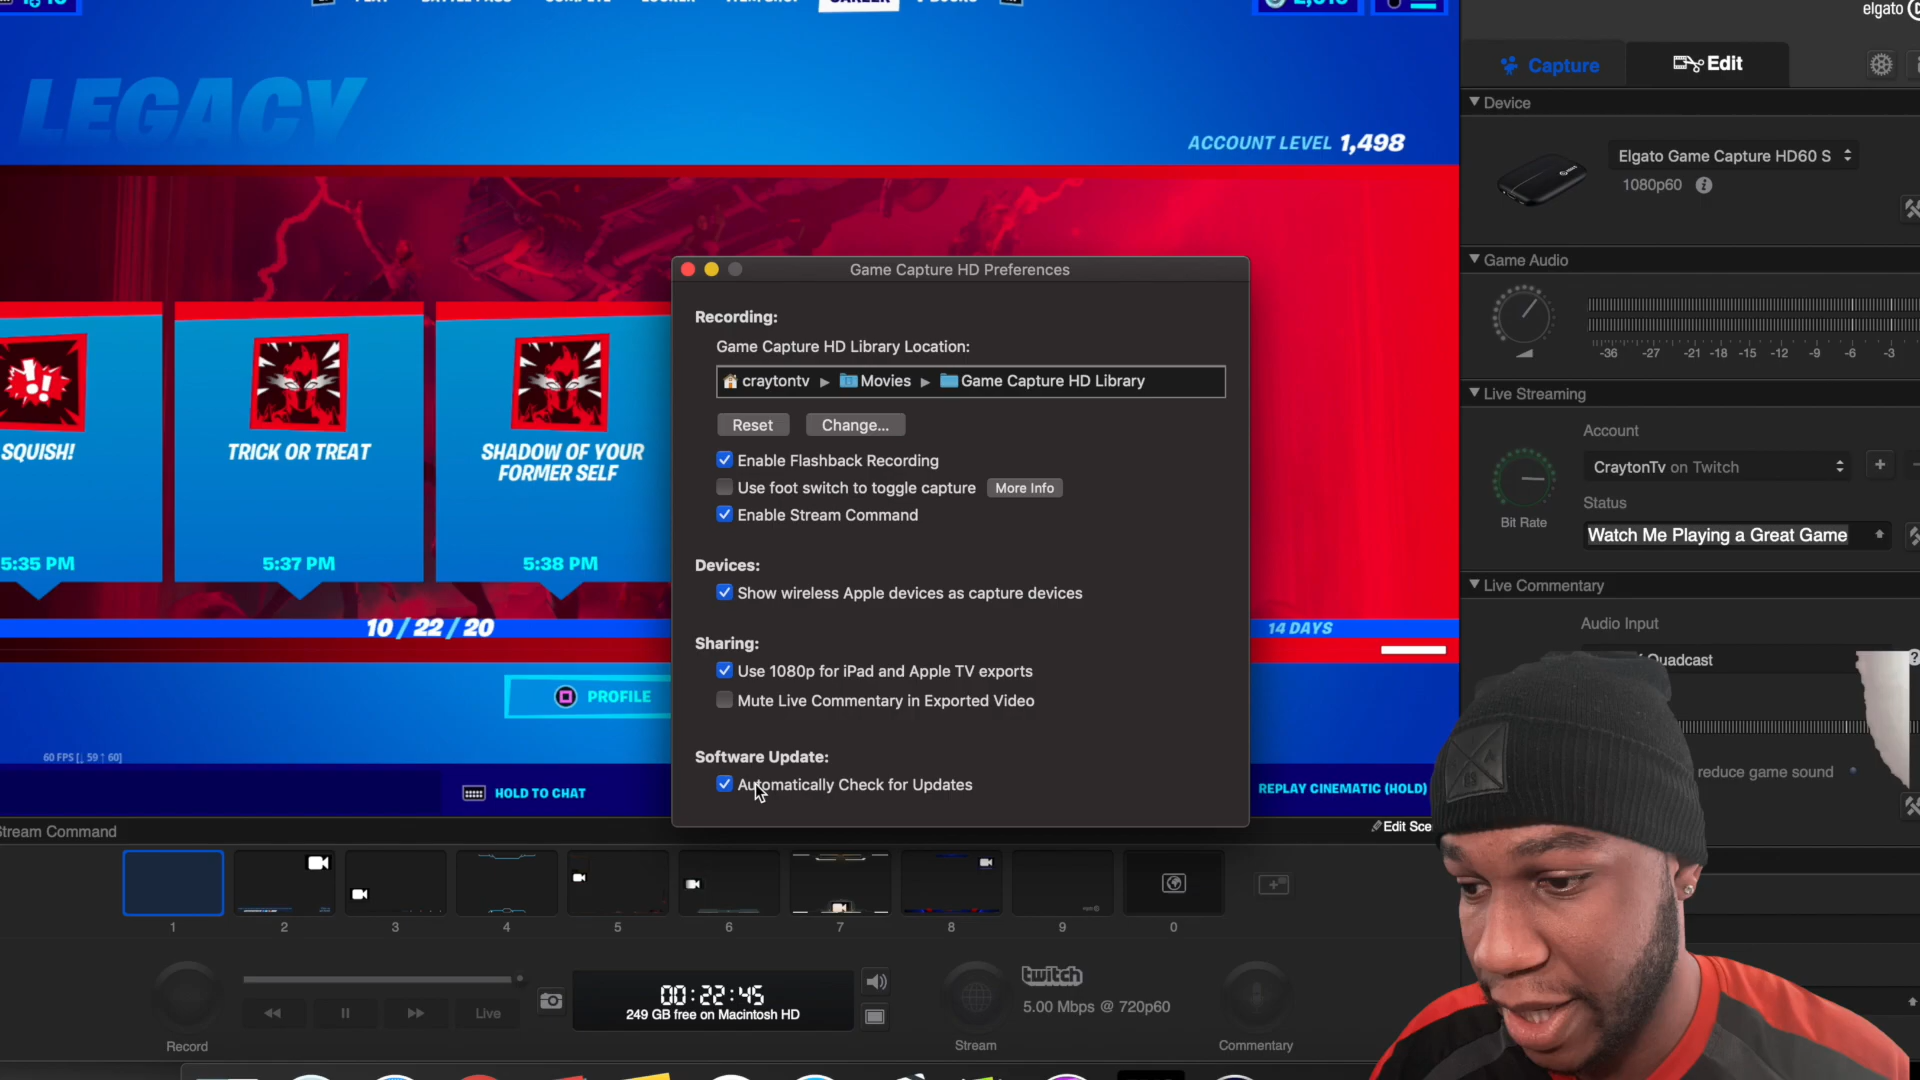 elgato
CAREER
Capture
Edit
LEGACY
ACCOUNT LEVEL 1,498
Device
Elgato Game Capture HD60 S
1080p60
Game Audio
-36 -27 -21 -18 -15 -12 -9 -6 -3
Live Streaming
Account
CraytonTv on Twitch
Status
Bit Rate
Watch Me Playing a Great Game
Live Commentary
Audio Input
Quadcast
reduce game sound
Game Capture HD Preferences
Recording:
Game Capture HD Library Location:
craytontv ▶ Movies ▶ Game Capture HD Library
Reset
Change...
Enable Flashback Recording
Use foot switch to toggle capture
More Info
Enable Stream Command
Devices:
Show wireless Apple devices as capture devices
Sharing:
Use 1080p for iPad and Apple TV exports
Mute Live Commentary in Exported Video
Software Update:
Automatically Check for Updates
SQUISH!
TRICK OR TREAT
SHADOW OF YOUR
FORMER SELF
5:35 PM
5:37 PM
5:38 PM
10 / 22 / 20
14 DAYS
PROFILE
60 FPS [↓ 59 ↑ 60]
HOLD TO CHAT
REPLAY CINEMATIC (HOLD)
Stream Command
Edit Sce
1 2 3 4 5 6 7 8 9 0
Record
Live
00:22:45
249 GB free on Macintosh HD
Stream
twitch
5.00 Mbps @ 720p60
Commentary